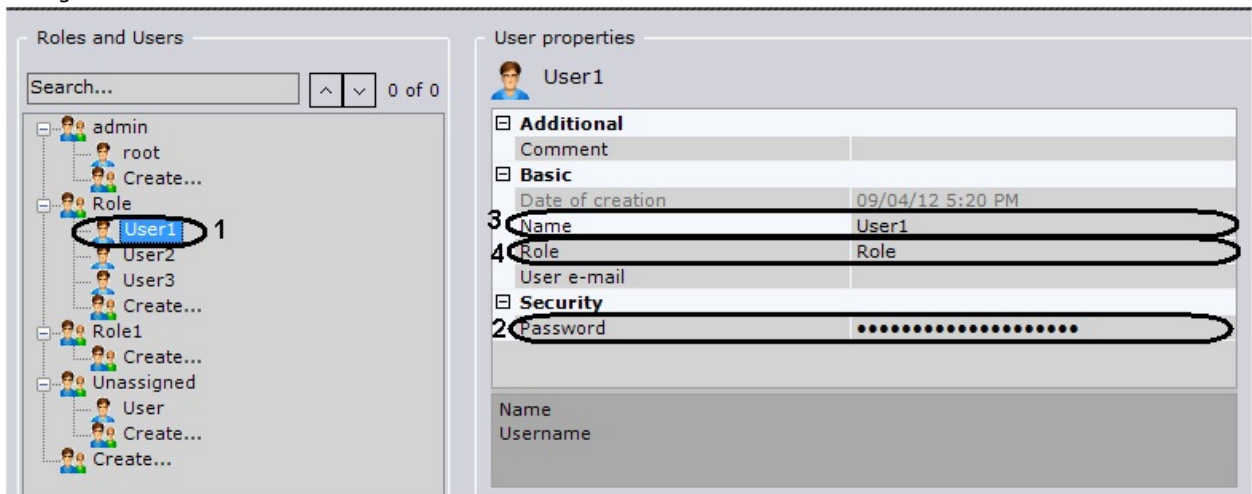 Roles and Users
Search...
0 of 0
admin
root
Create...
Role
User1 1
User2
User3
Create...
Role1
Create...
Unassigned
User
Create...
Create...
User properties
User1
Additional
Comment
Basic
Date of creation 09/04/12 5:20 PM
3 Name User1
4 Role Role
User e-mail
Security
2 Password ••••••••••••••••••••
Name
Username